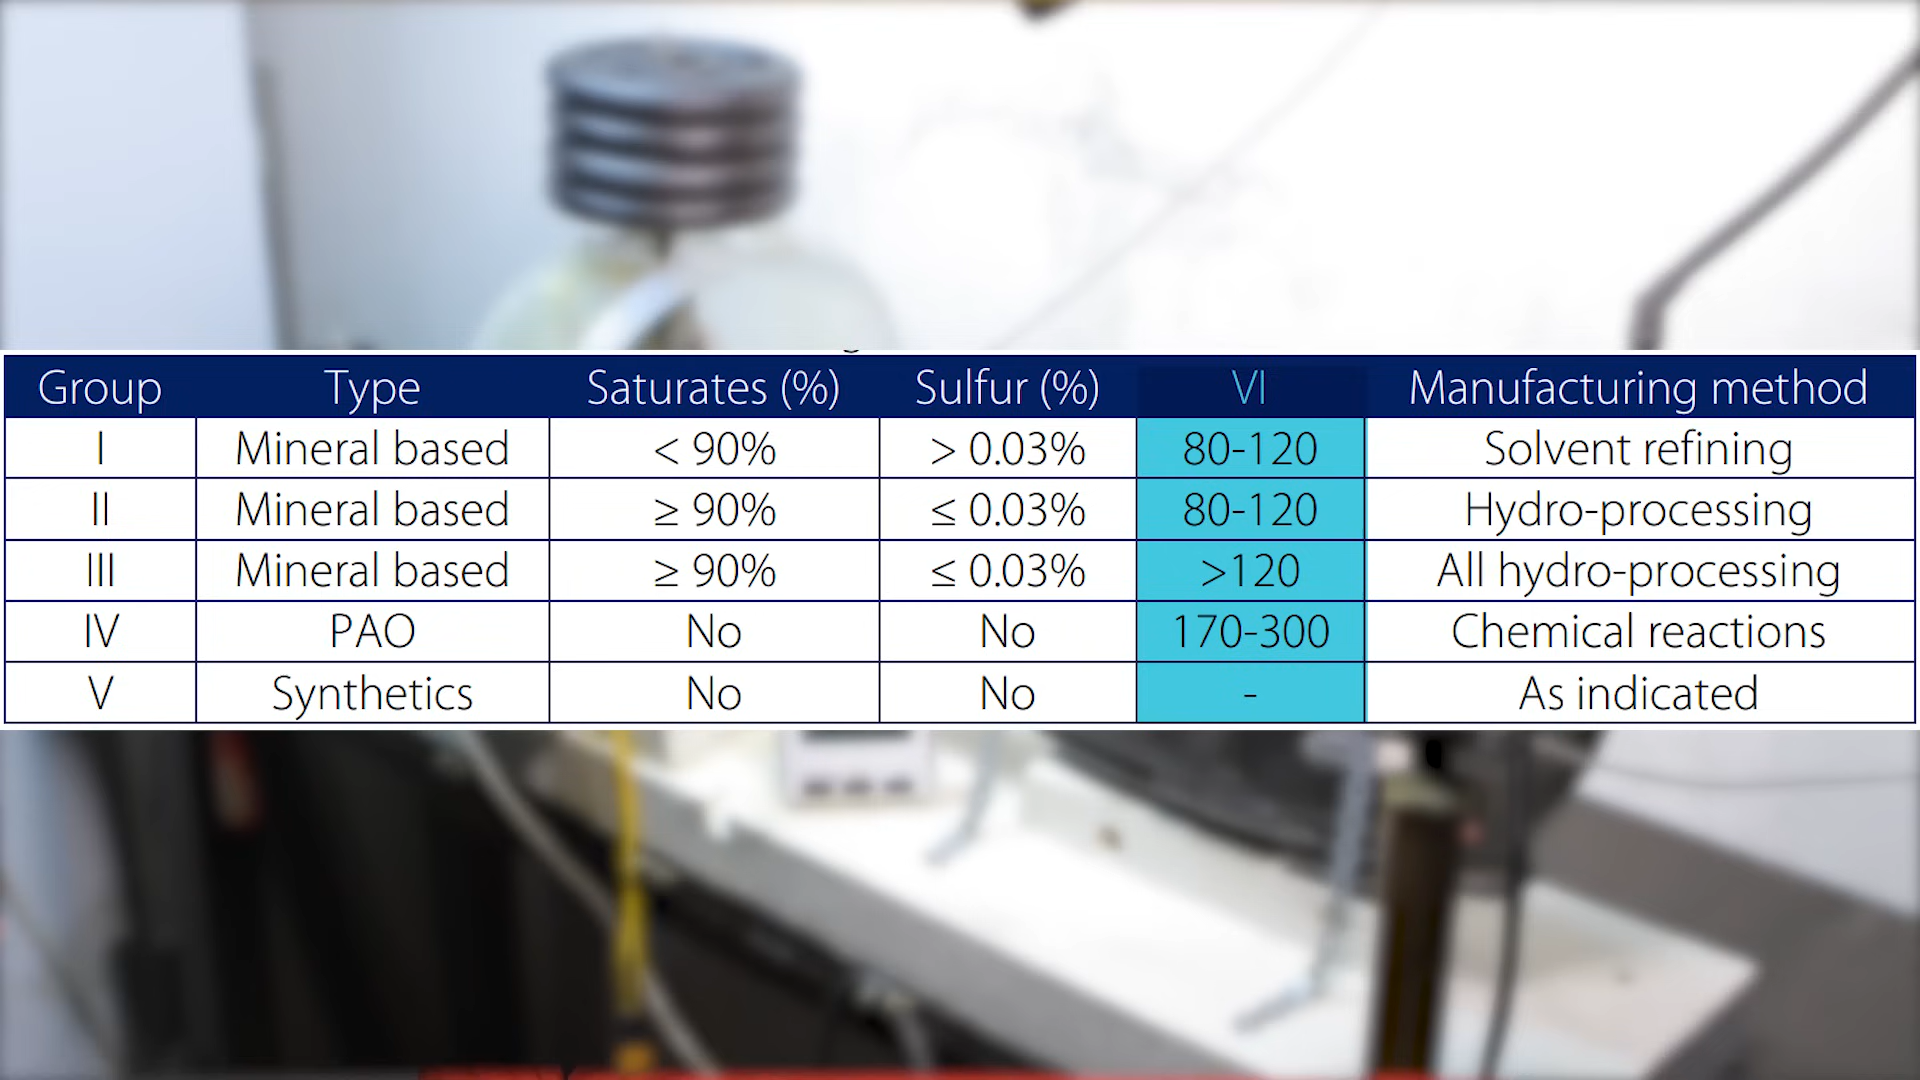 Group Type Saturates (%) Sulfur (%) VI Manufacturing method
I Mineral based < 90% > 0.03% 80-120 Solvent refining
II Mineral based ≥ 90% ≤ 0.03% 80-120 Hydro-processing
III Mineral based ≥ 90% ≤ 0.03% >120 All hydro-processing
IV PAO No No 170-300 Chemical reactions
V Synthetics No No - As indicated